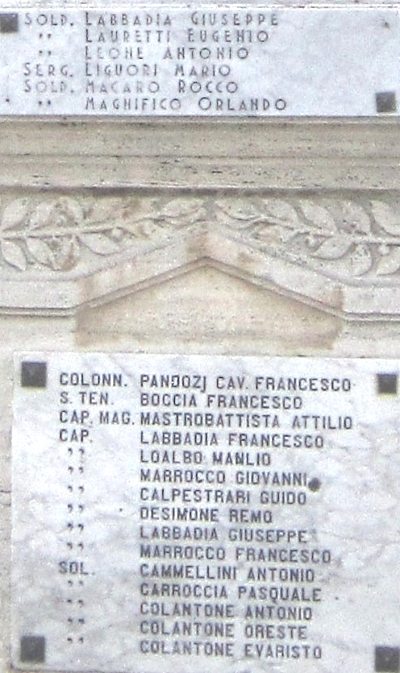 SOLD. LABBADIA GIUSEPPE
,, LAURETTI EUGENIO
,, LEONE ANTONIO
SERG. LIGUORI MARIO
SOLD. MACARO ROCCO
,, MAGNIFICO ORLANDO
COLONN. PANDOZJ CAV. FRANCESCO
S. TEN. BOCCIA FRANCESCO
CAP. MAG. MASTROBATTISTA ATTILIO
CAP. LABBADIA FRANCESCO
,, LOALBO MANLIO
,, MARROCCO GIOVANNI
,, CALPESTRARI GUIDO
,, DESIMONE REMO
,, LABBADIA GIUSEPPE
,, MARROCCO FRANCESCO
SOL. CAMMELLINI ANTONIO
,, CARROCCIA PASQUALE
,, COLANTONE ANTONIO
,, COLANTONE ORESTE
,, COLANTONE EVARISTO